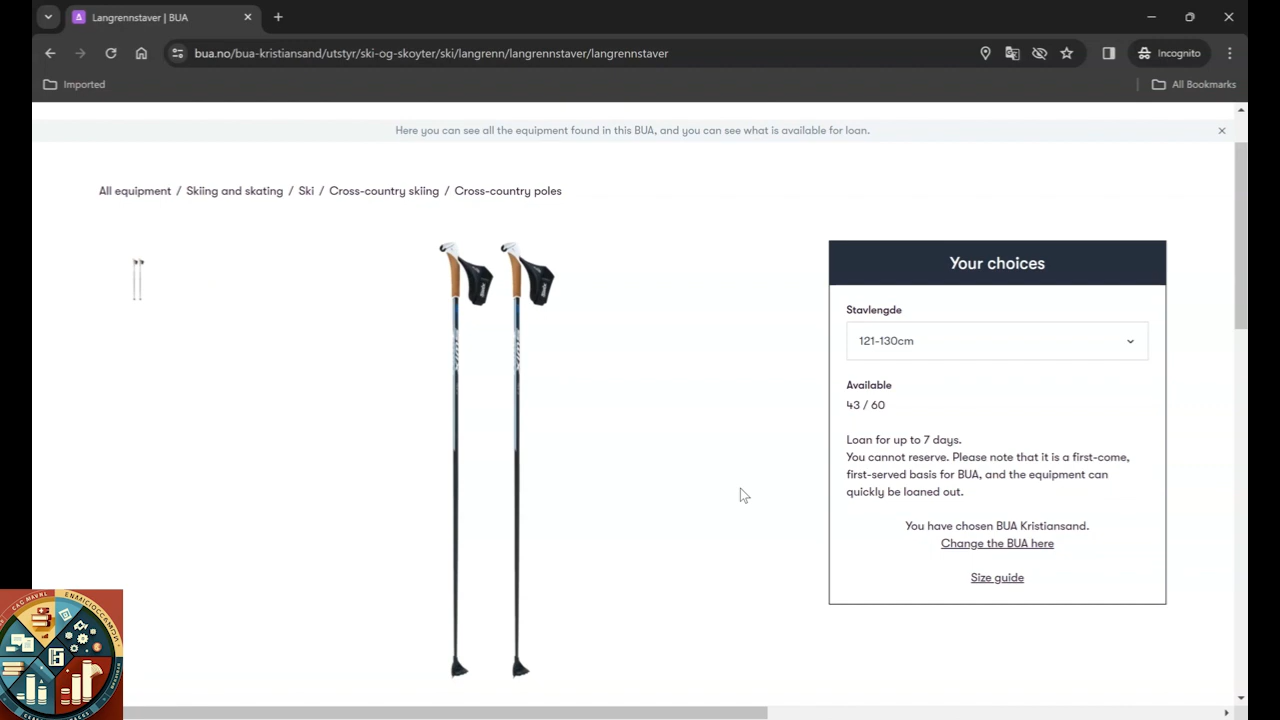 Langrennstaver | BUA
bua.no/bua-kristiansand/utstyr/ski-og-skoyter/ski/langrenn/langrennstaver/langrennstaver
Incognito
Imported
All Bookmarks
Here you can see all the equipment found in this BUA, and you can see what is available for loan.
All equipment / Skiing and skating / Ski / Cross-country skiing / Cross-country poles
Your choices
Stavlengde
121-130cm
Available
43 / 60
Loan for up to 7 days.
You cannot reserve. Please note that it is a first-come,
first-served basis for BUA, and the equipment can
quickly be loaned out.
You have chosen BUA Kristiansand.
Change the BUA here
Size guide